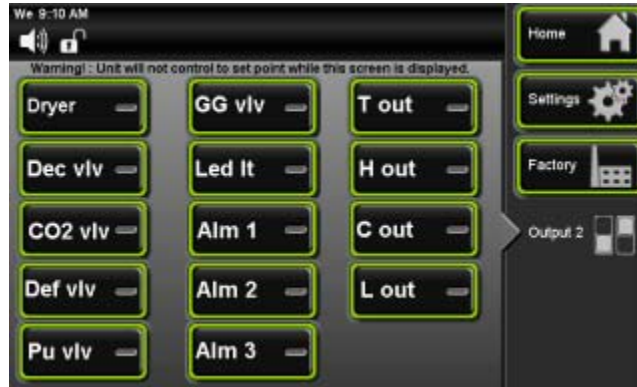 We 9:10 AM
Warning! : Unit will not control to set point while this screen is displayed.
Dryer
GG vlv
T out
Dec vlv
Led lt
H out
CO2 vlv
Alm 1
C out
Def vlv
Alm 2
L out
Pu vlv
Alm 3
Home
Settings
Factory
Output 2